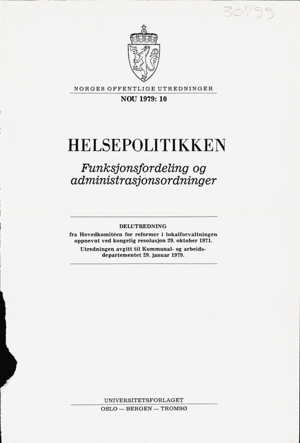 30799
NORGES OFFENTLIGE UTREDNINGER
NOU 1979: 10
HELSEPOLITIKKEN
Funksjonsfordeling og
administrasjonsordninger
DELUTREDNING
fra Hovedkomitéen for reformer i lokalforvaltningen
oppnevnt ved kongelig resolusjon 29. oktober 1971.
Utredningen avgitt til Kommunal- og arbeids-
departementet 29. januar 1979.
UNIVERSITETSFORLAGET
OSLO — BERGEN — TROMSØ